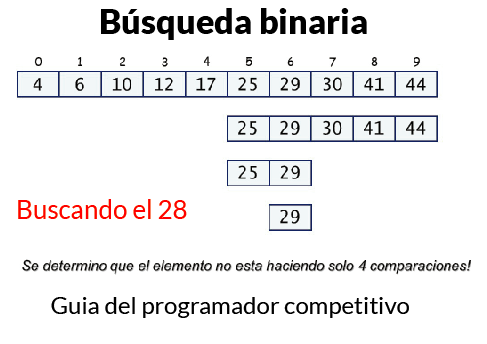 Búsqueda binaria
0 1 2 3 4 5 6 7 8 9
4 6 10 12 17 25 29 30 41 44
25 29 30 41 44
25 29
Buscando el 28
29
Se determino que el elemento no esta haciendo solo 4 comparaciones!
Guia del programador competitivo